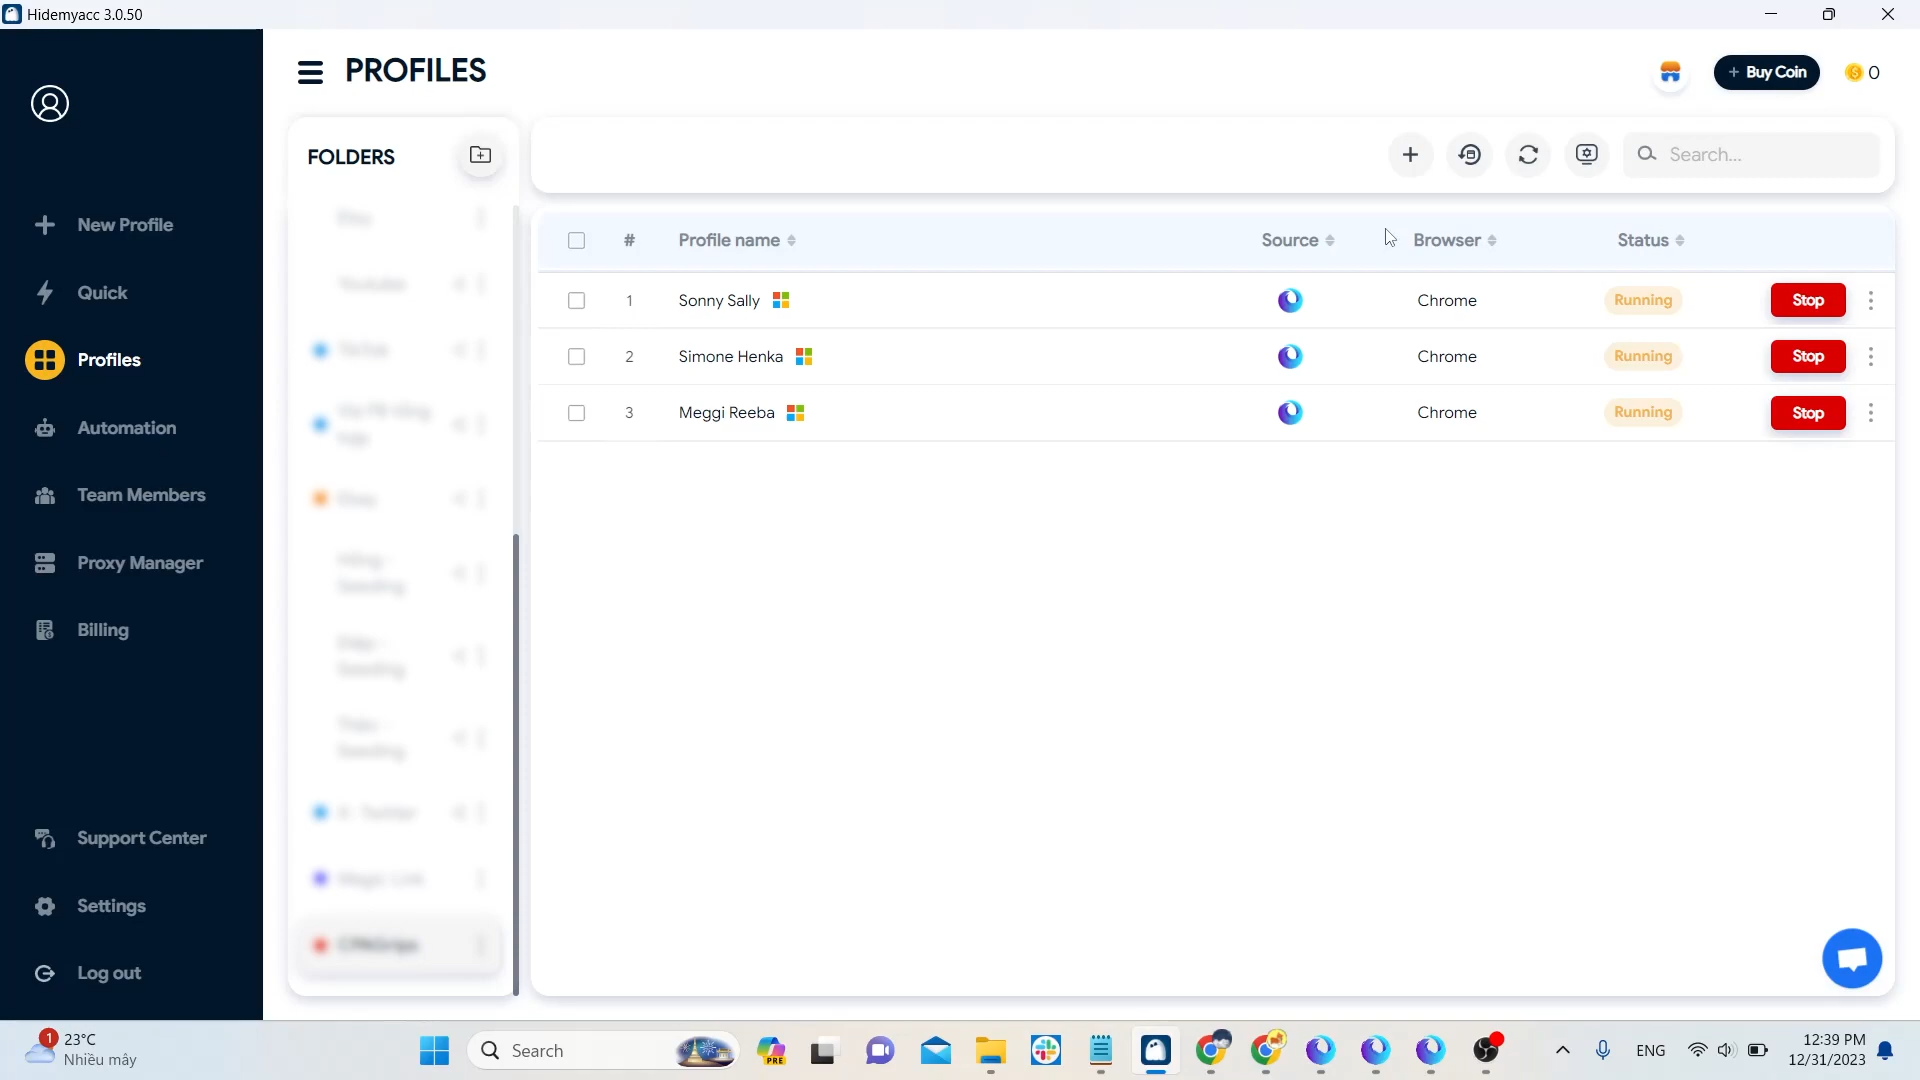 Hidemyacc 3.0.50
PROFILES
Buy Coin
0
FOLDERS
Search...
New Profile
Quick
Profiles
Automation
Team Members
Proxy Manager
Billing
Support Center
Settings
Log out
# Profile name Source Browser Status
1 Sonny Sally Chrome Running Stop
2 Simone Henka Chrome Running Stop
3 Meggi Reeba Chrome Running Stop
1
23°C
Nhiều mây
Search
PRE
ENG
12:39 PM
12/31/2023